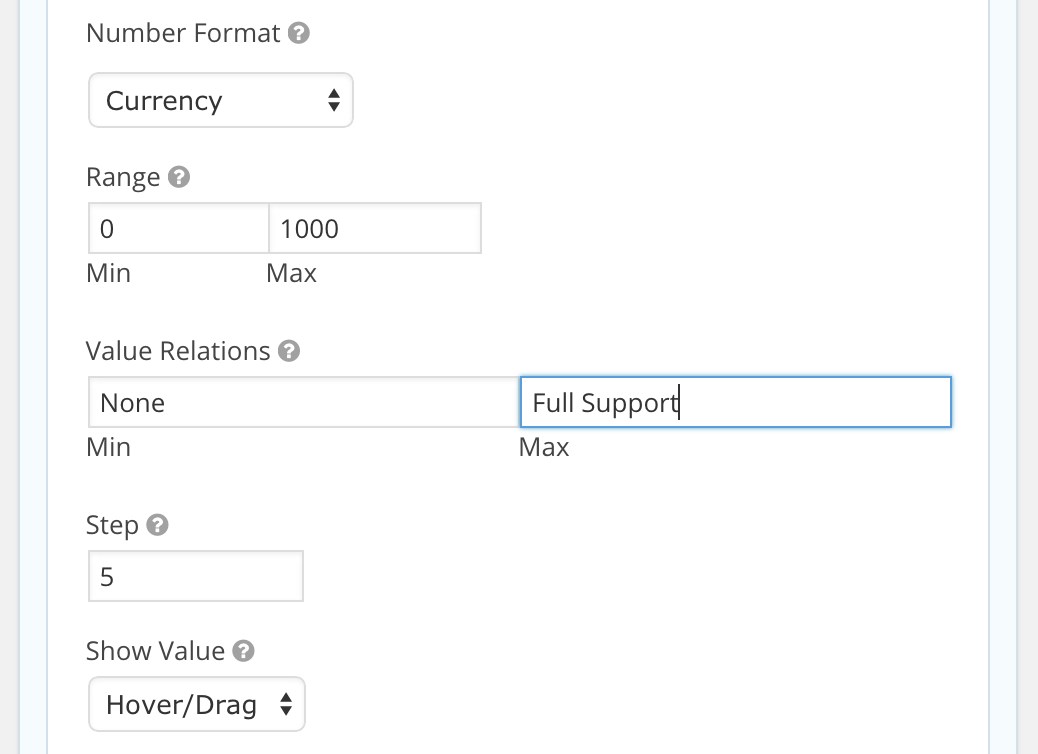 Number Format ?
Currency
Range ?
0 1000
Min Max
Value Relations ?
None Full Support
Min Max
Step ?
5
Show Value ?
Hover/Drag